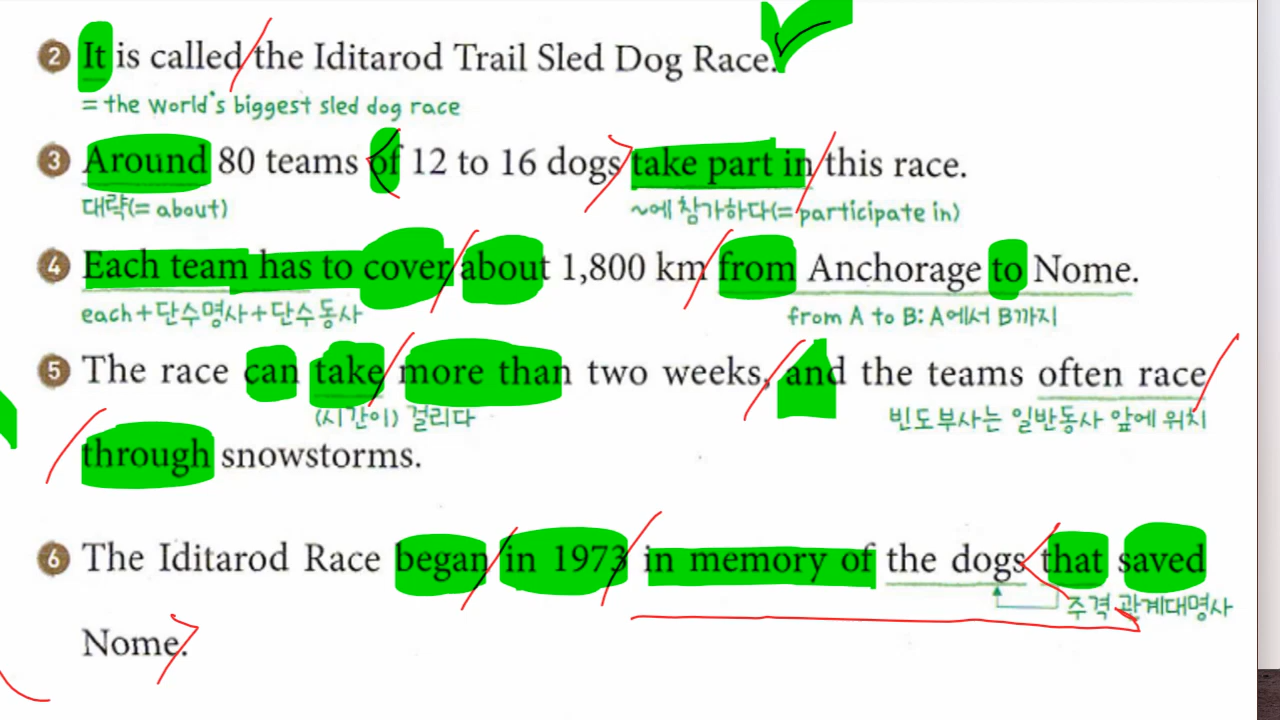 2 It is called the Iditarod Trail Sled Dog Race.
= the world's biggest sled dog race
3 Around 80 teams of 12 to 16 dogs take part in this race.
대략(= about) ~에 참가하다(= participate in)
4 Each team has to cover about 1,800 km from Anchorage to Nome.
each+단수명사+단수동사 from A to B: A에서 B까지
5 The race can take more than two weeks, and the teams often race
(시간이) 걸리다 빈도부사는 일반동사 앞에 위치
through snowstorms.
6 The Iditarod Race began in 1973 in memory of the dogs that saved
주격 관계대명사
Nome.